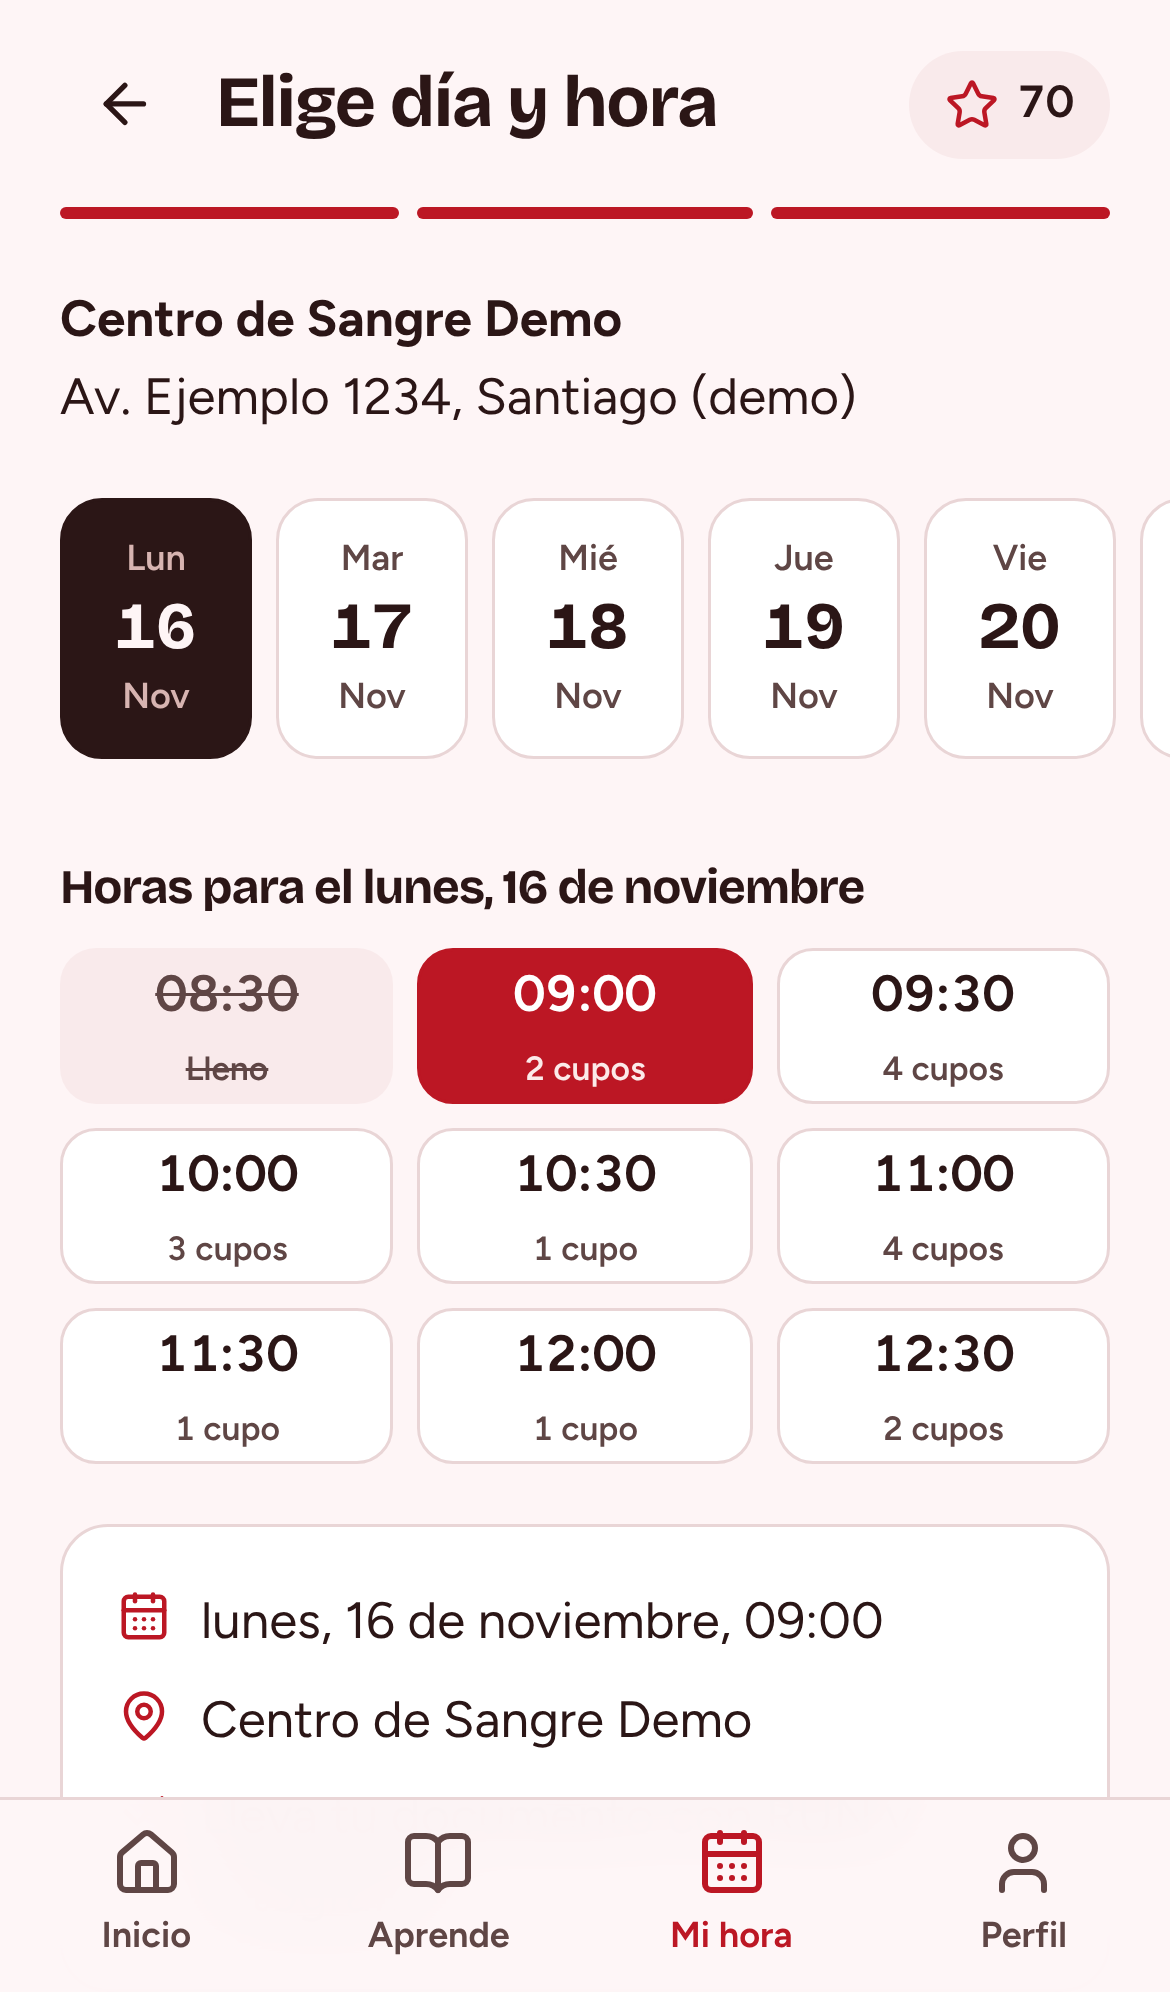 Elige día y hora
70
Centro de Sangre Demo
Av. Ejemplo 1234, Santiago (demo)
Lun Mar Mié Jue Vie
16 17 18 19 20
Nov Nov Nov Nov Nov
Horas para el lunes, 16 de noviembre
08:30 09:00 09:30
Lleno 2 cupos 4 cupos
10:00 10:30 11:00
3 cupos 1 cupo 4 cupos
11:30 12:00 12:30
1 cupo 1 cupo 2 cupos
lunes, 16 de noviembre, 09:00
Centro de Sangre Demo
Inicio Aprende Mi hora Perfil